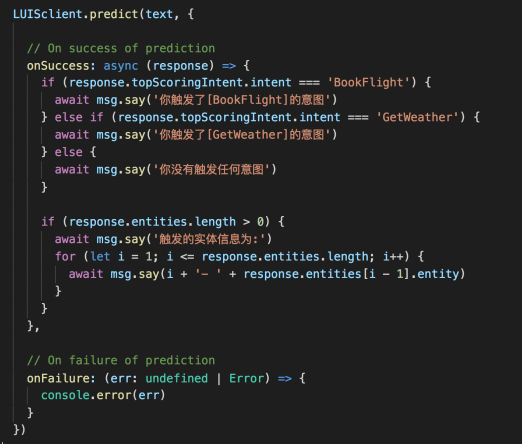 LUISclient.predict(text, {
// On success of prediction
onSuccess: async (response) => {
if (response.topScoringIntent.intent === 'BookFlight') {
await msg.say('你触发了[BookFlight]的意图')
} else if (response.topScoringIntent.intent === 'GetWeather') {
await msg.say('你触发了[GetWeather]的意图')
} else {
await msg.say('你没有触发任何意图')
}
if (response.entities.length > 0) {
await msg.say('触发的实体信息为:')
for (let i = 1; i <= response.entities.length; i++) {
await msg.say(i + '- ' + response.entities[i - 1].entity)
}
}
},
// On failure of prediction
onFailure: (err: undefined | Error) => {
console.error(err)
}
})